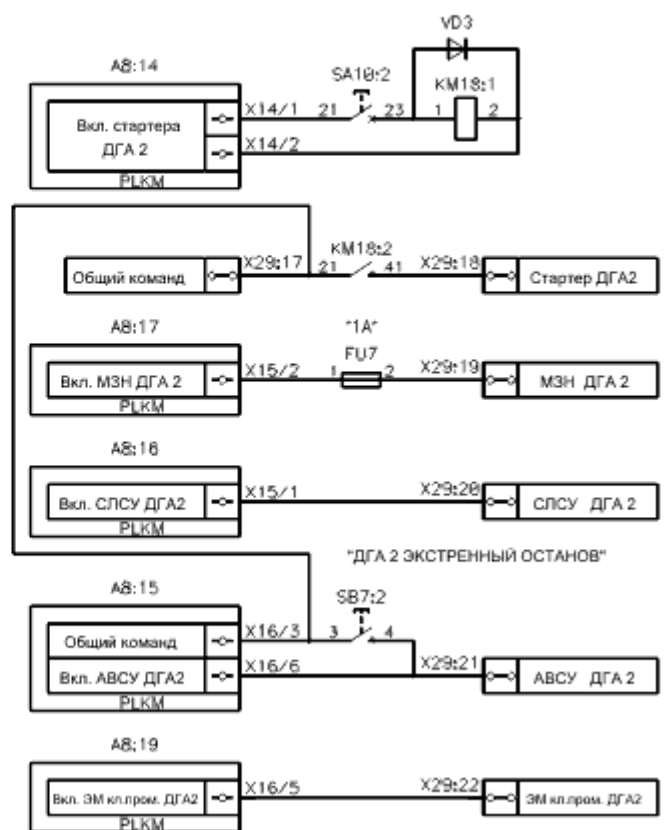 VD3
A8:14
SA10:2
KM18:1
Вкл. стартера
ДГА 2
X14/1 21 23 1 2
X14/2
PLKM
KM18:2
Общий команд X29:17 21 41 X29:18 Стартер ДГА2
A8:17
"1A"
FU7
Вкл. МЗН ДГА 2 X15/2 1 2 X29:19 МЗН ДГА 2
PLKM
A8:16
Вкл. СЛСУ ДГА2 X15/1 X29:20 СЛСУ ДГА 2
PLKM
"ДГА 2 ЭКСТРЕННЫЙ ОСТАНОВ"
A8:15
SB7:2
Общий команд X16/3 3 4
Вкл. АВСУ ДГА2 X16/6 X29:21 АВСУ ДГА 2
PLKM
A8:19
Вкл. ЭМ кл.пром. ДГА2 X16/5 X29:22 ЭМ кл.пром. ДГА2
PLKM